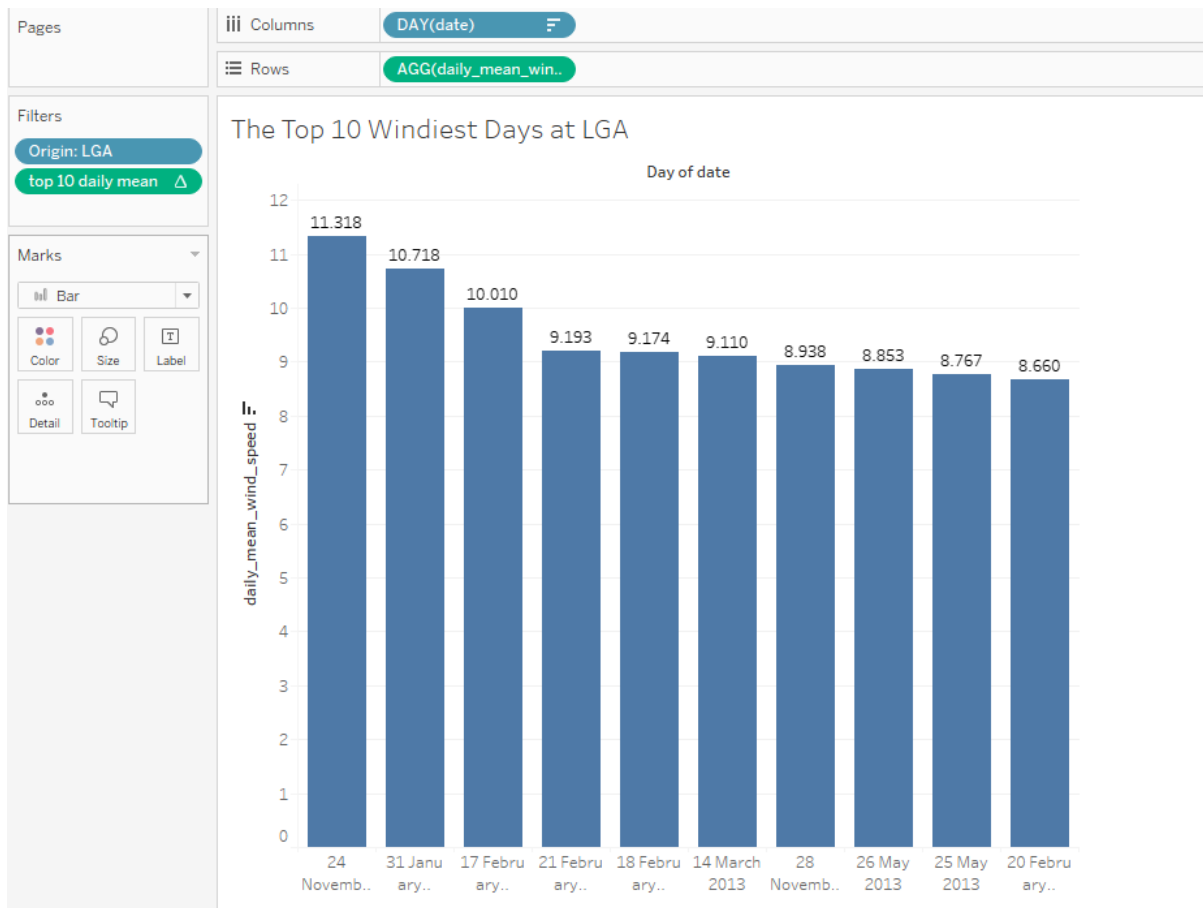 Pages
Columns
DAY(date)
Rows
AGG(daily_mean_win..
Filters
Origin: LGA
top 10 daily mean
Marks
Bar
Color
Size
Label
Detail
Tooltip
The Top 10 Windiest Days at LGA
Day of date
daily_mean_wind_speed
12
11
10
9
8
7
6
5
4
3
2
1
0
11.318
10.718
10.010
9.193
9.174
9.110
8.938
8.853
8.767
8.660
24
Novemb..
31 Janu
ary..
17 Febru
ary..
21 Febru
ary..
18 Febru
ary..
14 March
2013
28
Novemb..
26 May
2013
25 May
2013
20 Febru
ary..